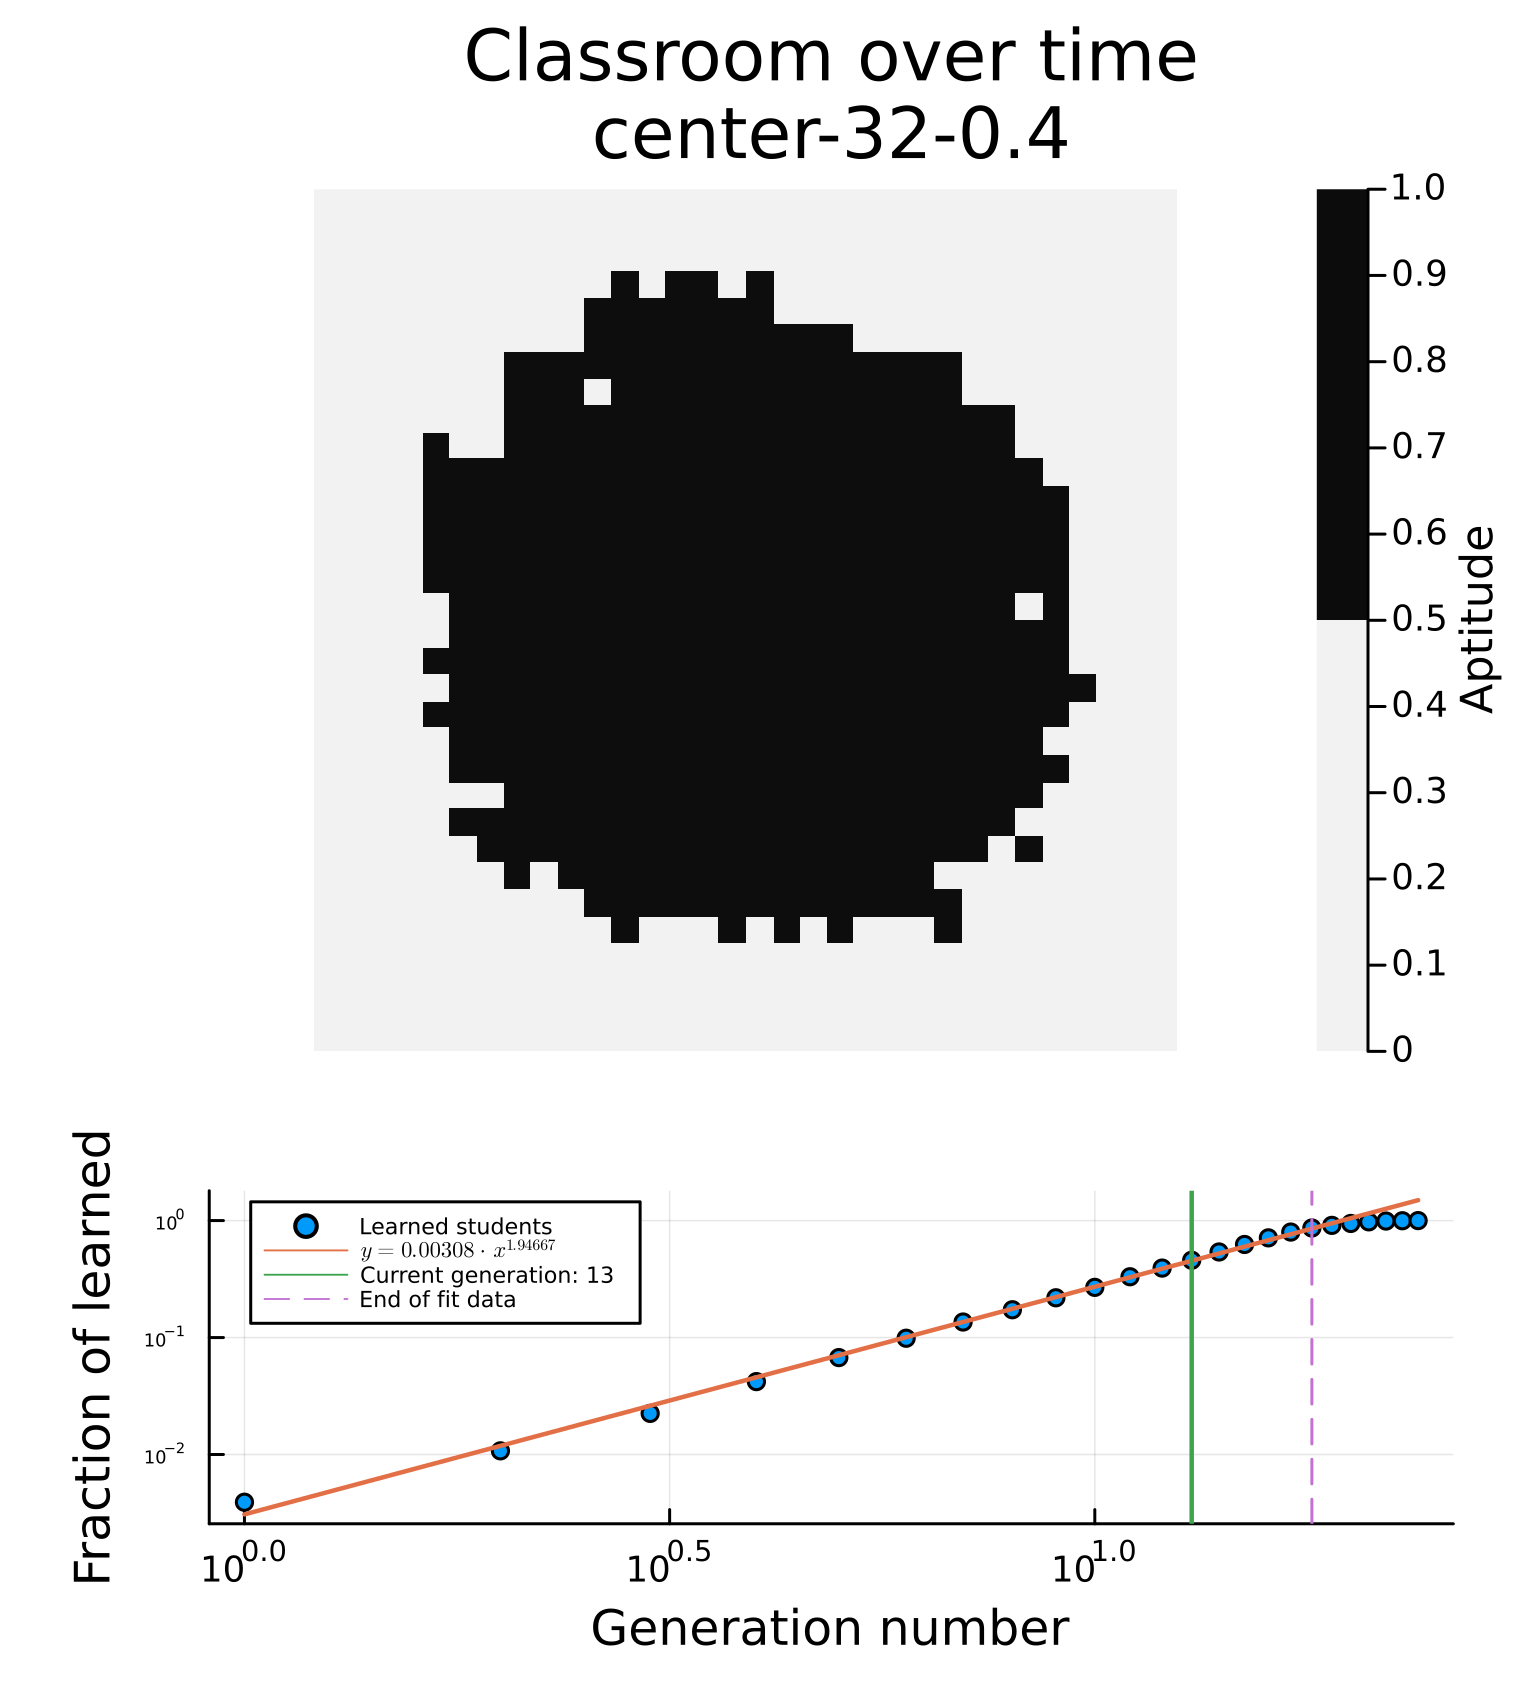 Classroom over time
center-32-0.4
1.0
0.9
0.8
0.7
0.6
0.5
0.4
0.3
0.2
0.1
0
Aptitude
Fraction of learned
10^0
10^−1
10^−2
Learned students
y = 0.00308 · x^1.94667
Current generation: 13
End of fit data
10^0.0
10^0.5
10^1.0
Generation number